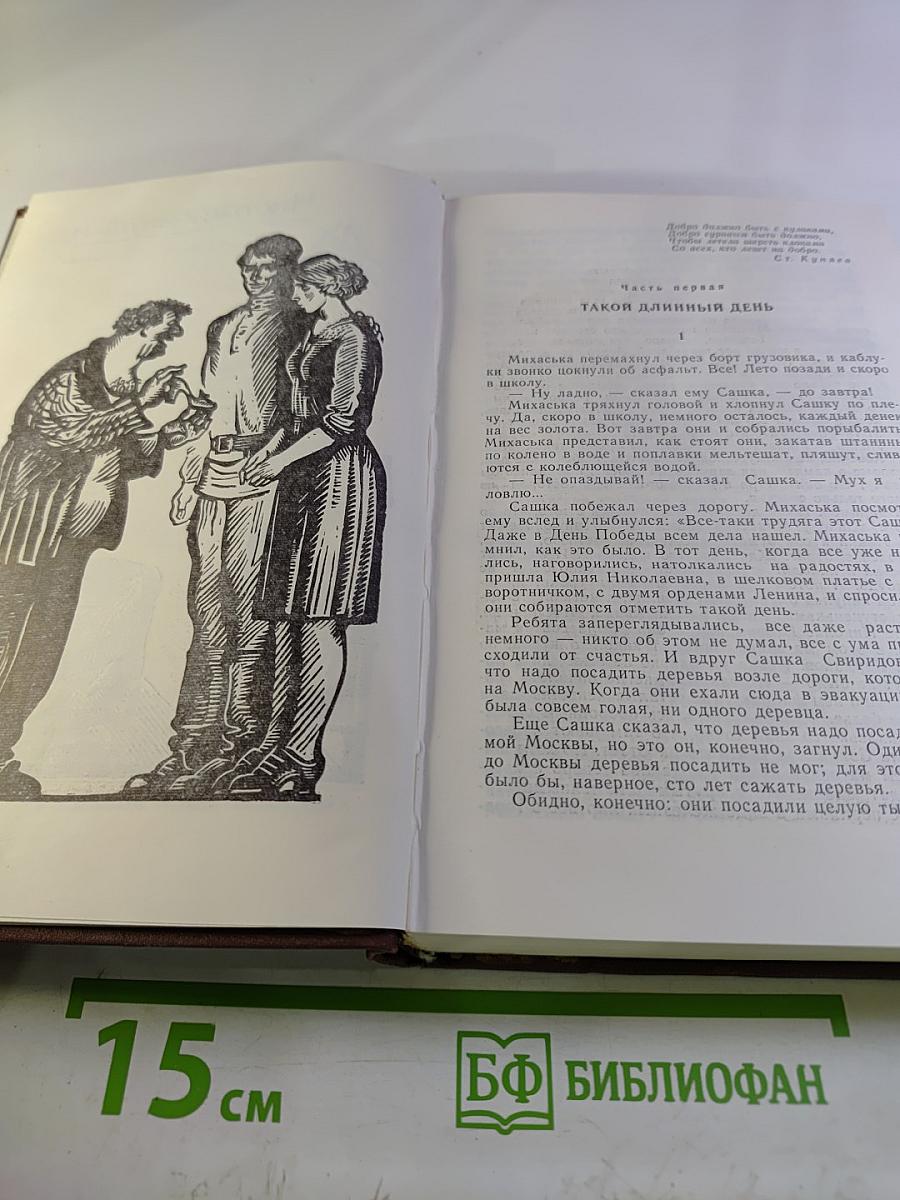 Добро должно быть с кулаками,
Добро суровым быть должно,
Чтобы летела шерсть клоками
Со всех, кто лезет на добро.
Ст. Куняев
Часть первая
ТАКОЙ ДЛИННЫЙ ДЕНЬ
1
Михаська перемахнул через борт грузовика, и каблу-
ки звонко цокнули об асфальт. Все! Лето позади и скоро
в школу.
— Ну ладно, — сказал ему Сашка, — до завтра!
Михаська тряхнул головой и хлопнул Сашку по пле-
чу. Да, скоро в школу, немного осталось, каждый денек
на вес золота. Вот завтра они и собрались порыбалить
Михаська представил, как стоят они, закатав штанины
по колено в воде и поплавки мельтешат, пляшут, слив
ются с колеблющейся водой.
— Не опаздывай! — сказал Сашка. — Мух я
ловлю...
Сашка побежал через дорогу. Михаська посмот
ему вслед и улыбнулся: «Все-таки трудяга этот Саш
Даже в День Победы всем дела нашел. Михаська
мнил, как это было. В тот день, когда все уже н
лись, наговорились, натолкались на радостях, в
пришла Юлия Николаевна, в шелковом платье с
воротничком, с двумя орденами Ленина, и спроси
они собираются отметить такой день.
Ребята запереглядывались, все даже раст
немного — никто об этом не думал, все с ума п
сходили от счастья. И вдруг Сашка Свиридов
что надо посадить деревья возле дороги, кото
на Москву. Когда они ехали сюда в эвакуаци
была совсем голая, ни одного деревца.
Еще Сашка сказал, что деревья надо посад
мой Москвы, но это он, конечно, загнул. Оди
до Москвы деревья посадить не мог; для это
было бы, наверное, сто лет сажать деревья.
Обидно, конечно: они посадили целую ты
15 см
БФ БИБЛИОФАН